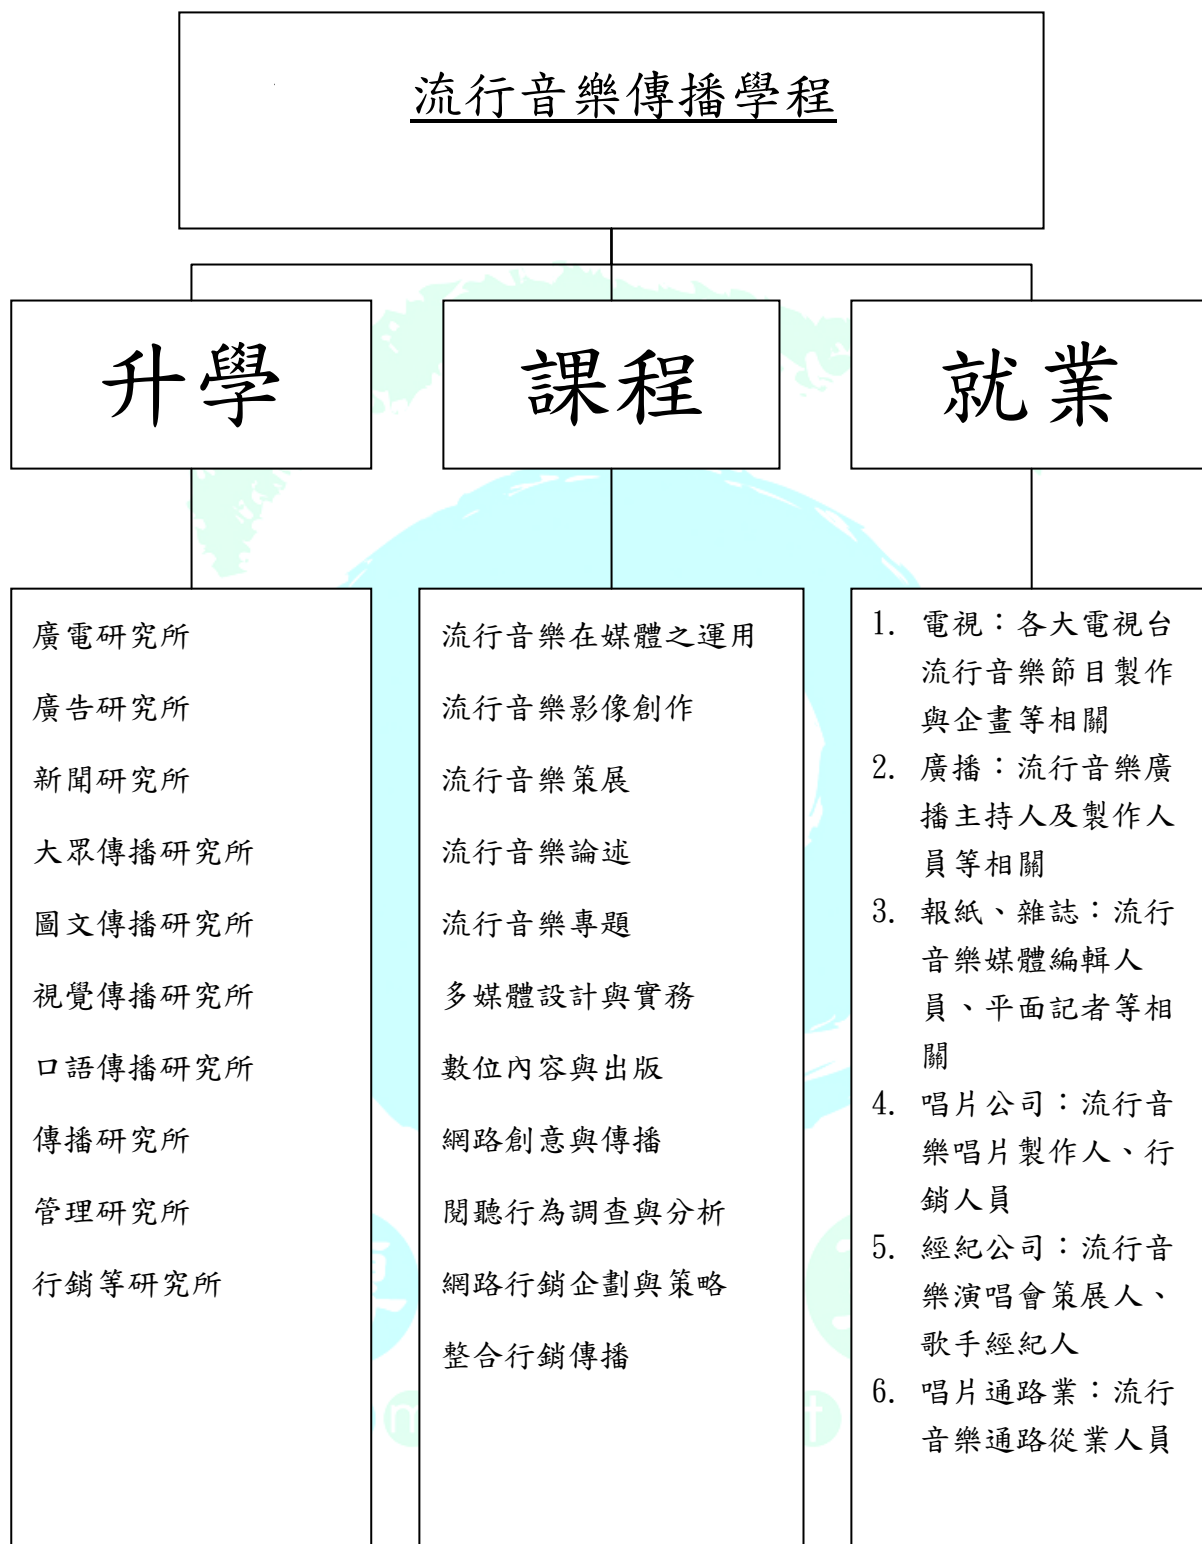 流行音樂傳播學程
升學
課程
就業
廣電研究所
廣告研究所
新聞研究所
大眾傳播研究所
圖文傳播研究所
視覺傳播研究所
口語傳播研究所
傳播研究所
管理研究所
行銷等研究所
流行音樂在媒體之運用
流行音樂影像創作
流行音樂策展
流行音樂論述
流行音樂專題
多媒體設計與實務
數位內容與出版
網路創意與傳播
閱聽行為調查與分析
網路行銷企劃與策略
整合行銷傳播
1. 電視：各大電視台
流行音樂節目製作
與企畫等相關
2. 廣播：流行音樂廣
播主持人及製作人
員等相關
3. 報紙、雜誌：流行
音樂媒體編輯人
員、平面記者等相
關
4. 唱片公司：流行音
樂唱片製作人、行
銷人員
5. 經紀公司：流行音
樂演唱會策展人、
歌手經紀人
6. 唱片通路業：流行
音樂通路從業人員